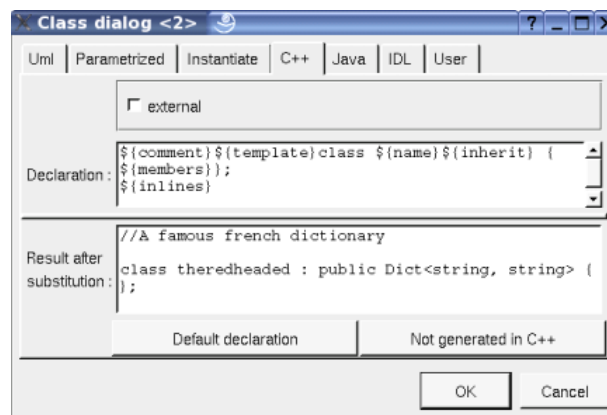 Class dialog <2>
Uml Parametrized Instantiate C++ Java IDL User
external
Declaration :
${comment}${template}class ${name}${inherit} {
${members}};
${inlines}
Result after
substitution :
//A famous french dictionary
class theredheaded : public Dict<string, string> {
};
Default declaration Not generated in C++
OK Cancel